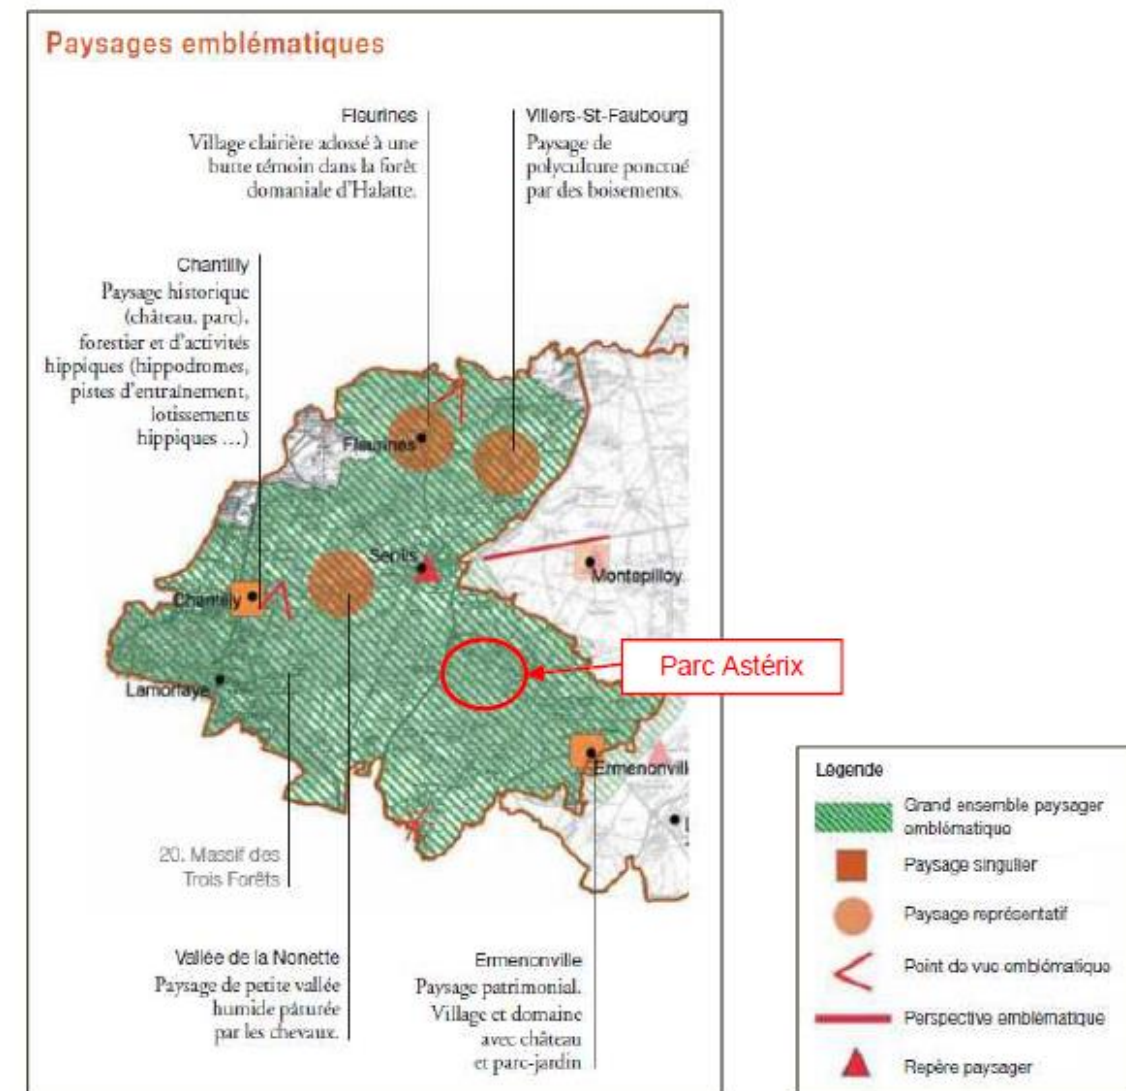 Paysages emblématiques
Fleurines
Village clairière adossé à une
butte témoin dans la forêt
domaniale d'Halatte.
Villers-St-Faubourg
Paysage de
polyculture ponctué
par des boisements.
Chantilly
Paysage historique
(château, parc),
forestier et d'activités
hippiques (hippodromes,
pistes d'entraînement,
lotissements
hippiques ...)
Fleurines
Senlis
Montepilloy
Chantilly
Parc Astérix
Lamorlaye
Ermenonvill
20. Massif des
Trois Forêts
Vallée de la Nonette
Paysage de petite vallée
humide pâturée
par les chevaux.
Ermenonville
Paysage patrimonial.
Village et domaine
avec château
et parc-jardin
Légende
Grand ensemble paysager
emblématique
Paysage singulier
Paysage représentatif
Point de vue emblématique
Perspective emblématique
Repère paysager